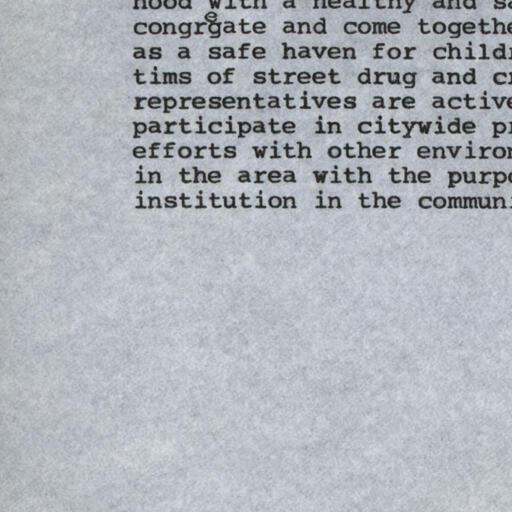 hood with a healthy and sa
congregate and come togethe
as a safe haven for childr
tims of street drug and cr
representatives are active
participate in citywide pr
efforts with other environ
in the area with the purpo
institution in the communi